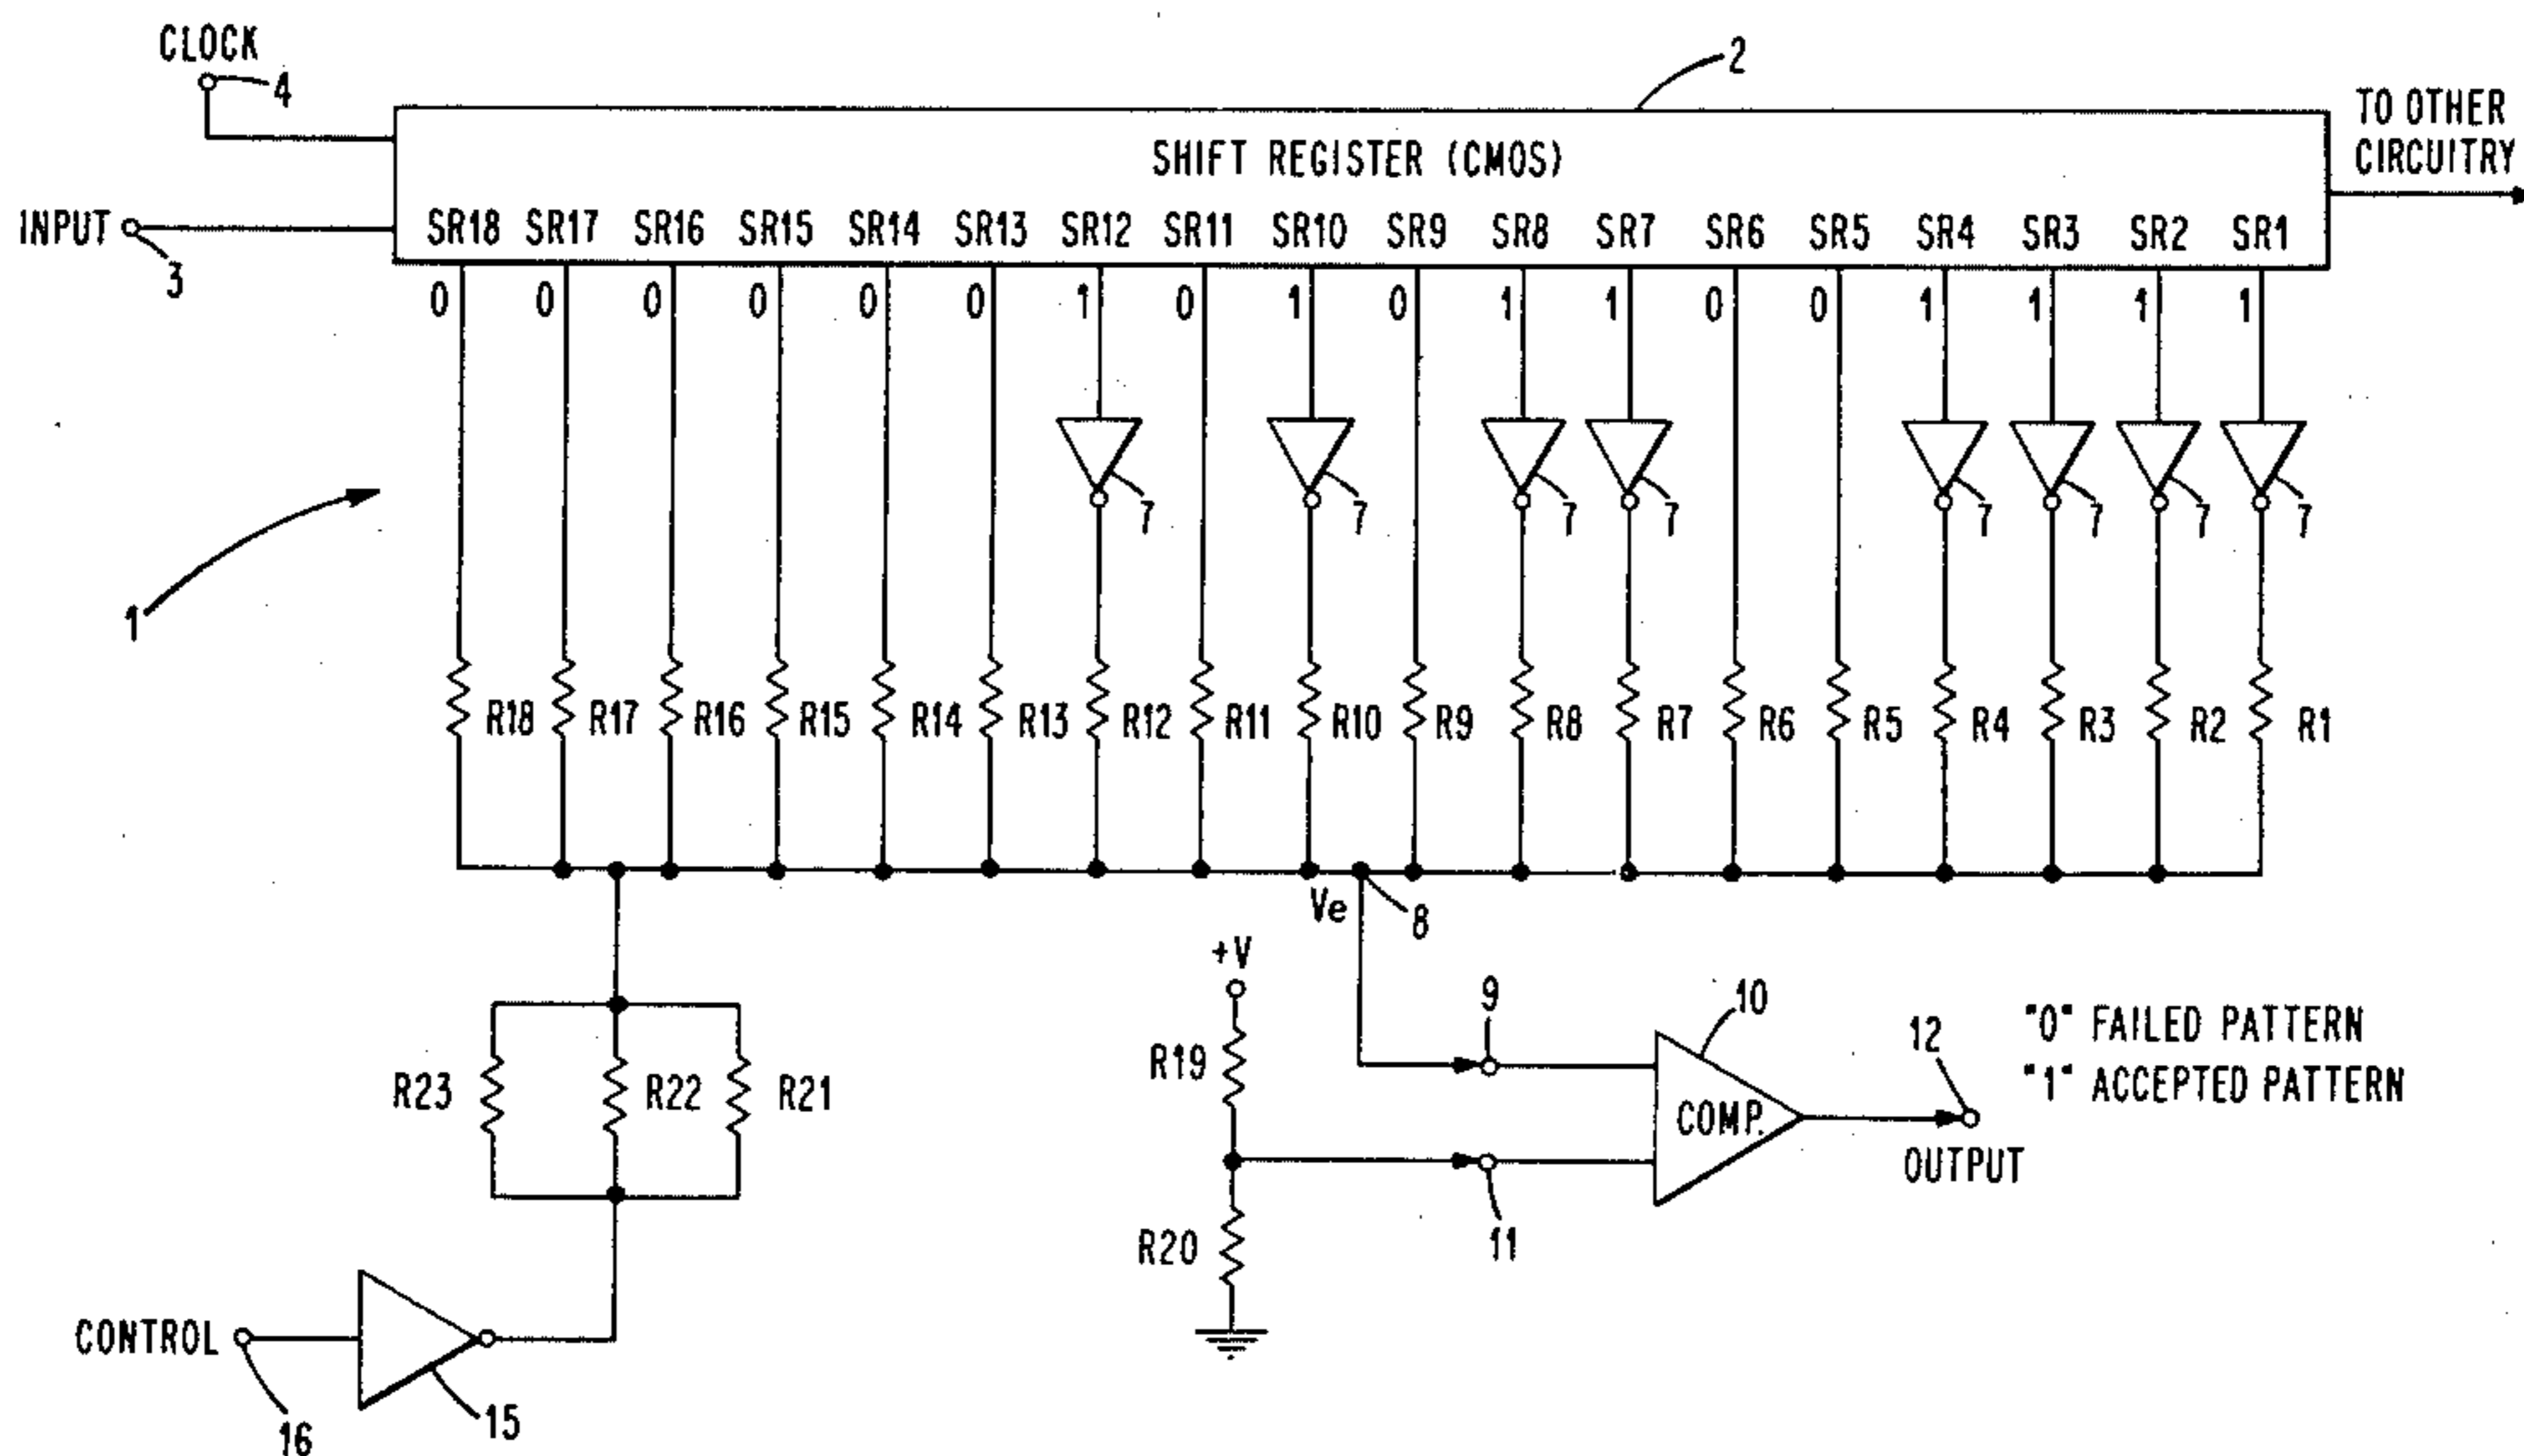 CLOCK
4
2
TO OTHER
CIRCUITRY
SHIFT REGISTER (CMOS)
INPUT
3
SR18 SR17 SR16 SR15 SR14 SR13 SR12 SR11 SR10 SR9 SR8 SR7 SR6 SR5 SR4 SR3 SR2 SR1
0 0 0 0 0 0 1 0 1 0 1 1 0 0 1 1 1 1
7 7 7 7 7 7 7 7
1
R18 R17 R16 R15 R14 R13 R12 R11 R10 R9 R8 R7 R6 R5 R4 R3 R2 R1
Ve 8
+V
9
10
12
"0" FAILED PATTERN
"1" ACCEPTED PATTERN
R23 R22 R21
R19
COMP.
OUTPUT
11
R20
CONTROL
16
15